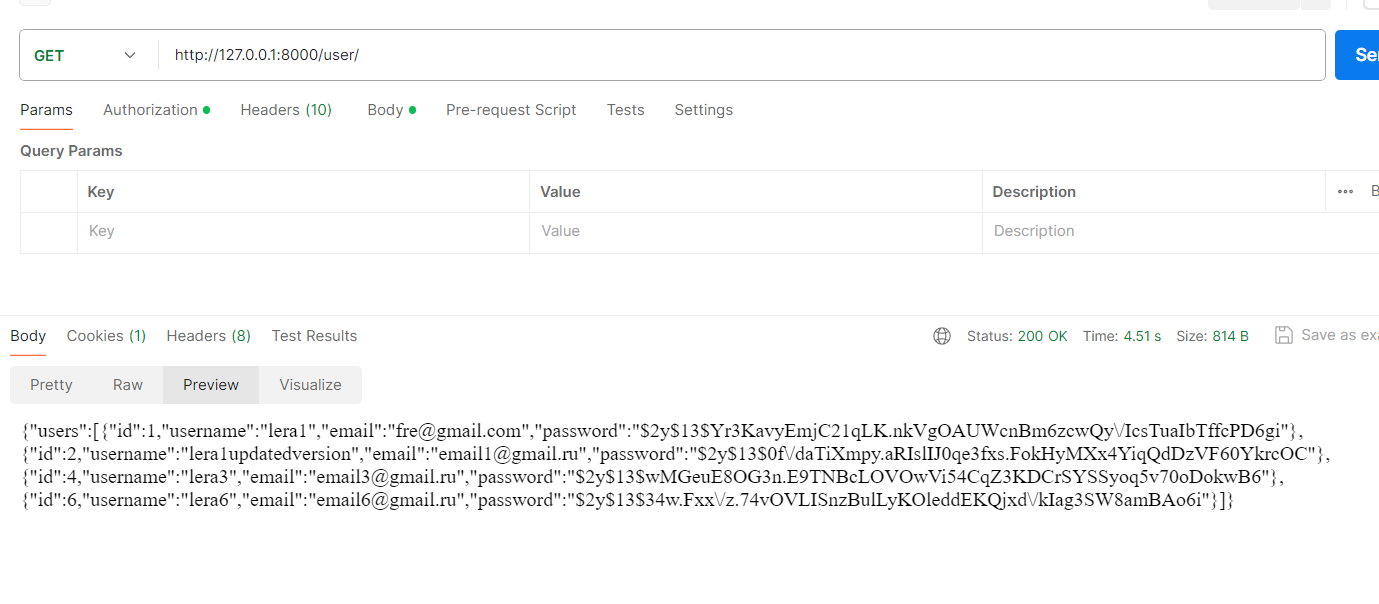 GET http://127.0.0.1:8000/user/
Params Authorization Headers (10) Body Pre-request Script Tests Settings
Query Params
Key Value Description
Key Value Description
Body Cookies (1) Headers (8) Test Results Status: 200 OK Time: 4.51 s Size: 814 B Save as
Pretty Raw Preview Visualize
{"users":[{"id":1,"username":"lera1","email":"fre@gmail.com","password":"$2y$13$Yr3KavyEmjC21qLK.nkVgOAUWcnBm6zcwQy\/IcsTuaIbTffcPD6gi"},
{"id":2,"username":"lera1updatedversion","email":"email1@gmail.ru","password":"$2y$13$0f\/daTiXmpy.aRIslIJ0qe3fxs.FokHyMXx4YiqQdDzVF60YkrcOC"},
{"id":4,"username":"lera3","email":"email3@gmail.ru","password":"$2y$13$wMGeuE8OG3n.E9TNBcLOVOwVi54CqZ3KDCrSYSSyoq5v70oDokwB6"},
{"id":6,"username":"lera6","email":"email6@gmail.ru","password":"$2y$13$34w.Fxx\/z.74vOVLISnzBulLyKOleddEKQjxd\/kIag3SW8amBAo6i"}]}